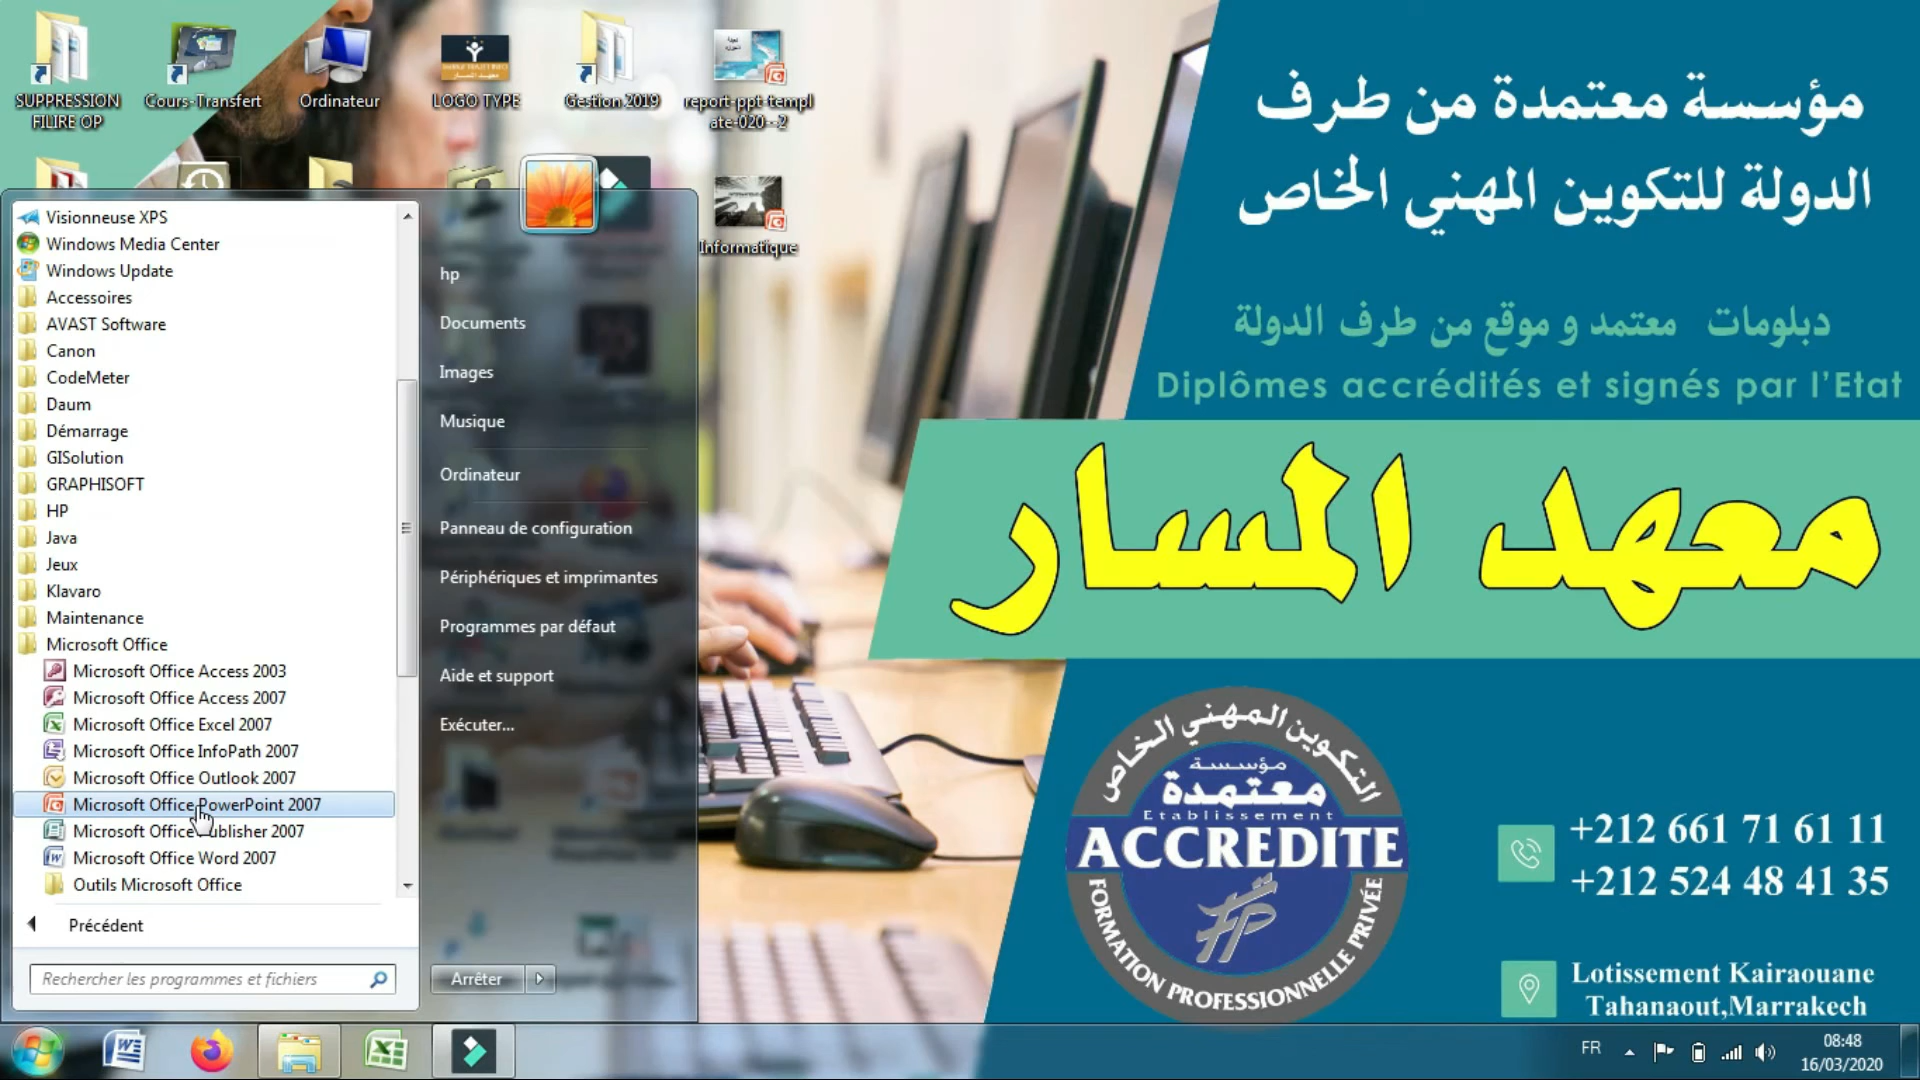 SUPPRESSION
FILIRE OP
Cours-Transfert
Ordinateur
LOGO TYPE
Gestion 2019
report-ppt-templ
ate-020--2
Informatique
Visionneuse XPS
Windows Media Center
Windows Update
Accessoires
AVAST Software
Canon
CodeMeter
Daum
Démarrage
GISolution
GRAPHISOFT
HP
Java
Jeux
Klavaro
Maintenance
Microsoft Office
Microsoft Office Access 2003
Microsoft Office Access 2007
Microsoft Office Excel 2007
Microsoft Office InfoPath 2007
Microsoft Office Outlook 2007
Microsoft Office PowerPoint 2007
Microsoft Office Publisher 2007
Microsoft Office Word 2007
Outils Microsoft Office
Précédent
Rechercher les programmes et fichiers
hp
Documents
Images
Musique
Ordinateur
Panneau de configuration
Périphériques et imprimantes
Programmes par défaut
Aide et support
Exécuter...
Arrêter
مؤسسة معتمدة من طرف
الدولة للتكوين المهني الخاص
دبلومات معتمد و موقع من طرف الدولة
Diplômes accrédités et signés par l'Etat
معهد المسار
التكوين المهني الخاص
مؤسسة
معتمدة
Etablissement
ACCREDITE
FORMATION PROFESSIONNELLE PRIVÉE
+212 661 71 61 11
+212 524 48 41 35
Lotissement Kairaouane
Tahanaout,Marrakech
FR
08:48
16/03/2020